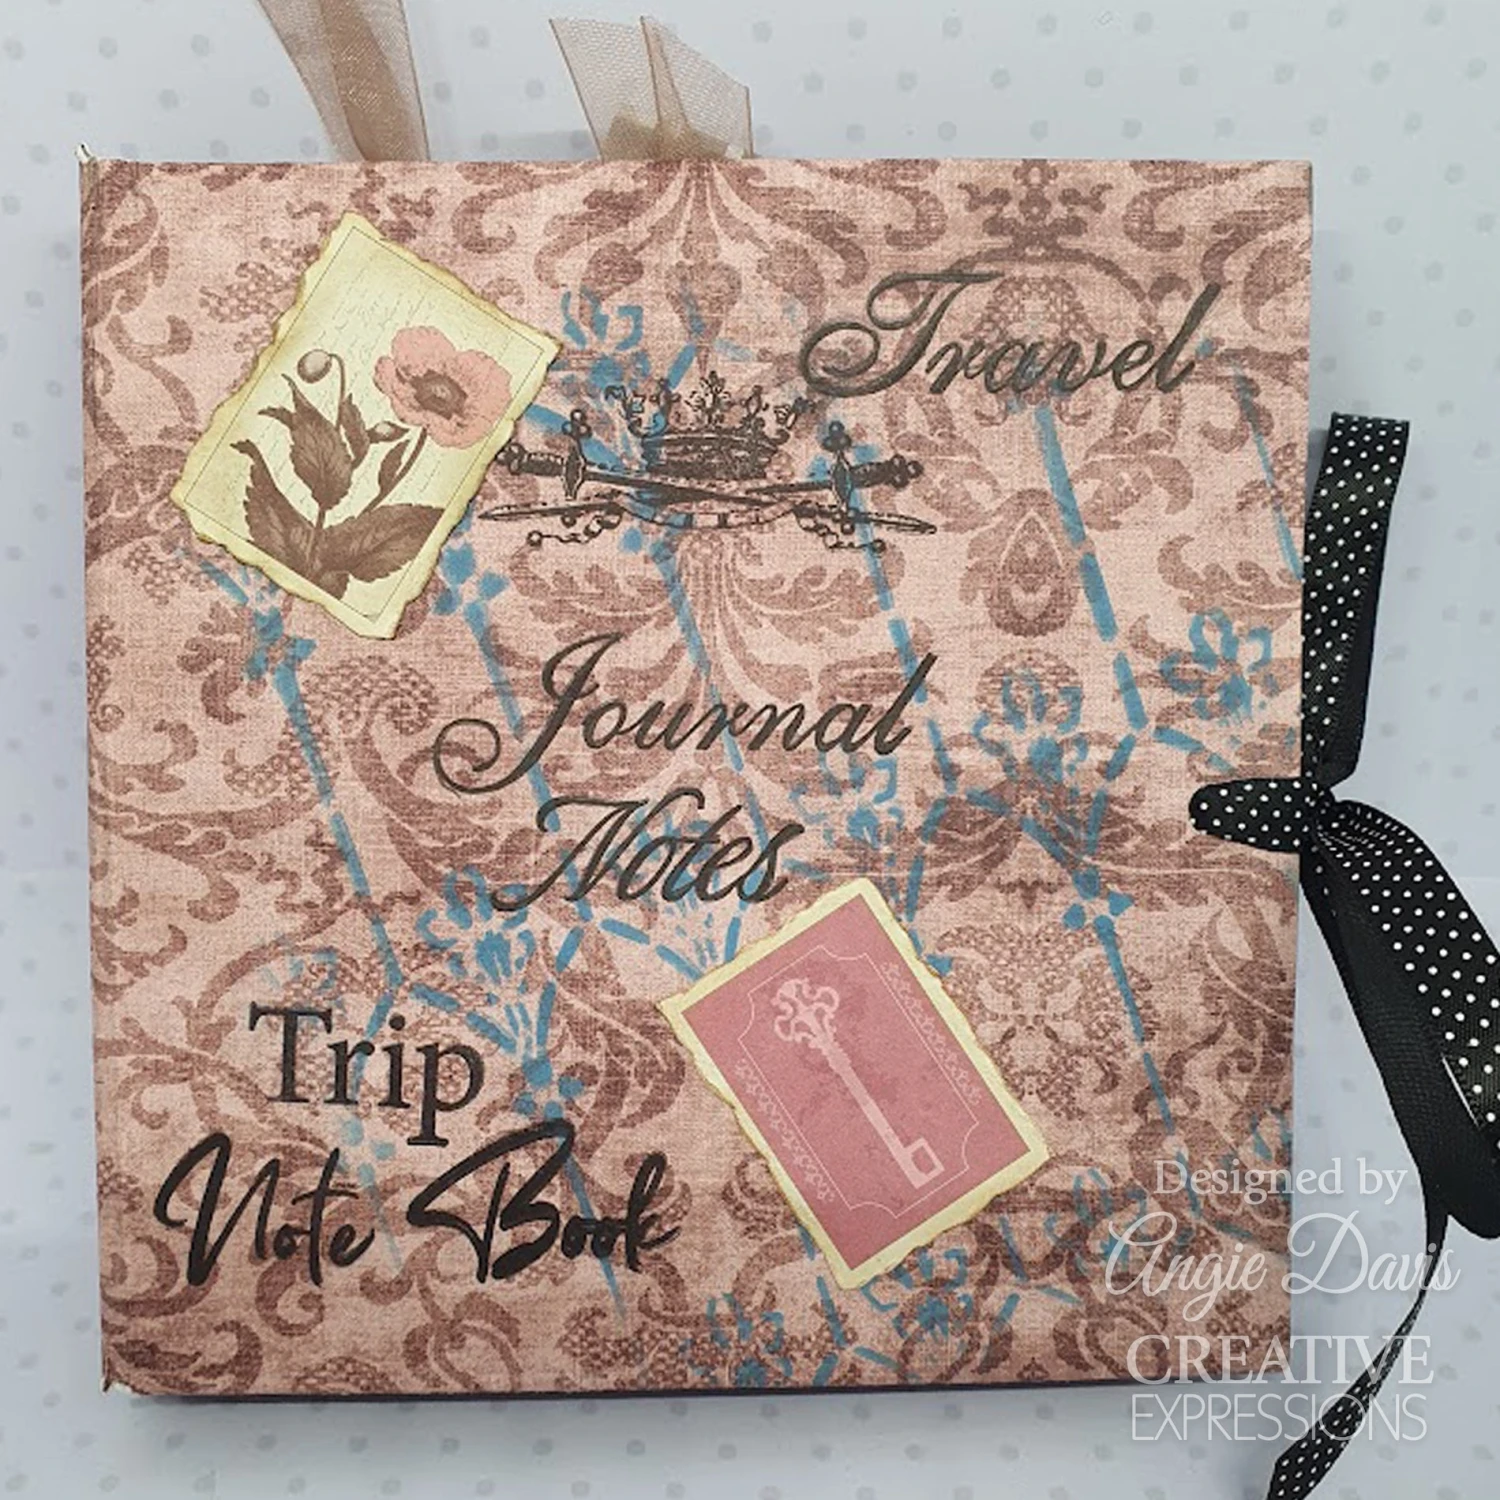 Travel
Journal
Notes
Trip
Note Book
Designed by
Angie Davis
CREATIVE
EXPRESSIONS